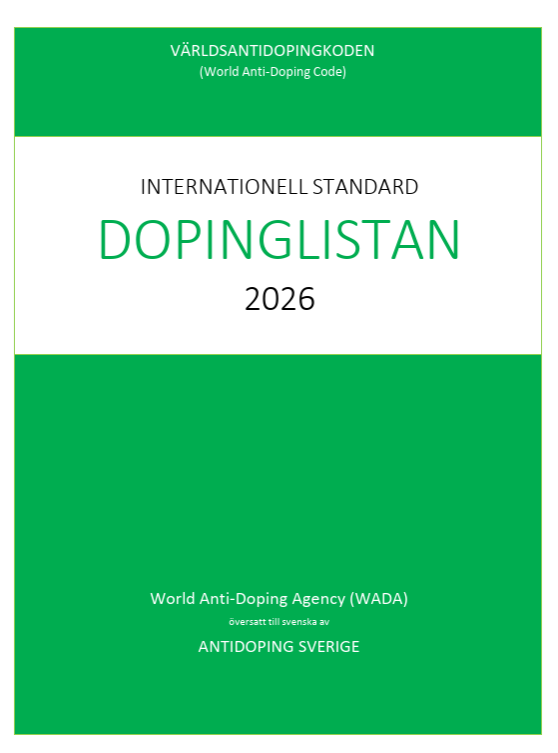 VÄRLDSANTIDOPINGKODEN
(World Anti-Doping Code)
INTERNATIONELL STANDARD
DOPINGLISTAN
2026
World Anti-Doping Agency (WADA)
översatt till svenska av
ANTIDOPING SVERIGE